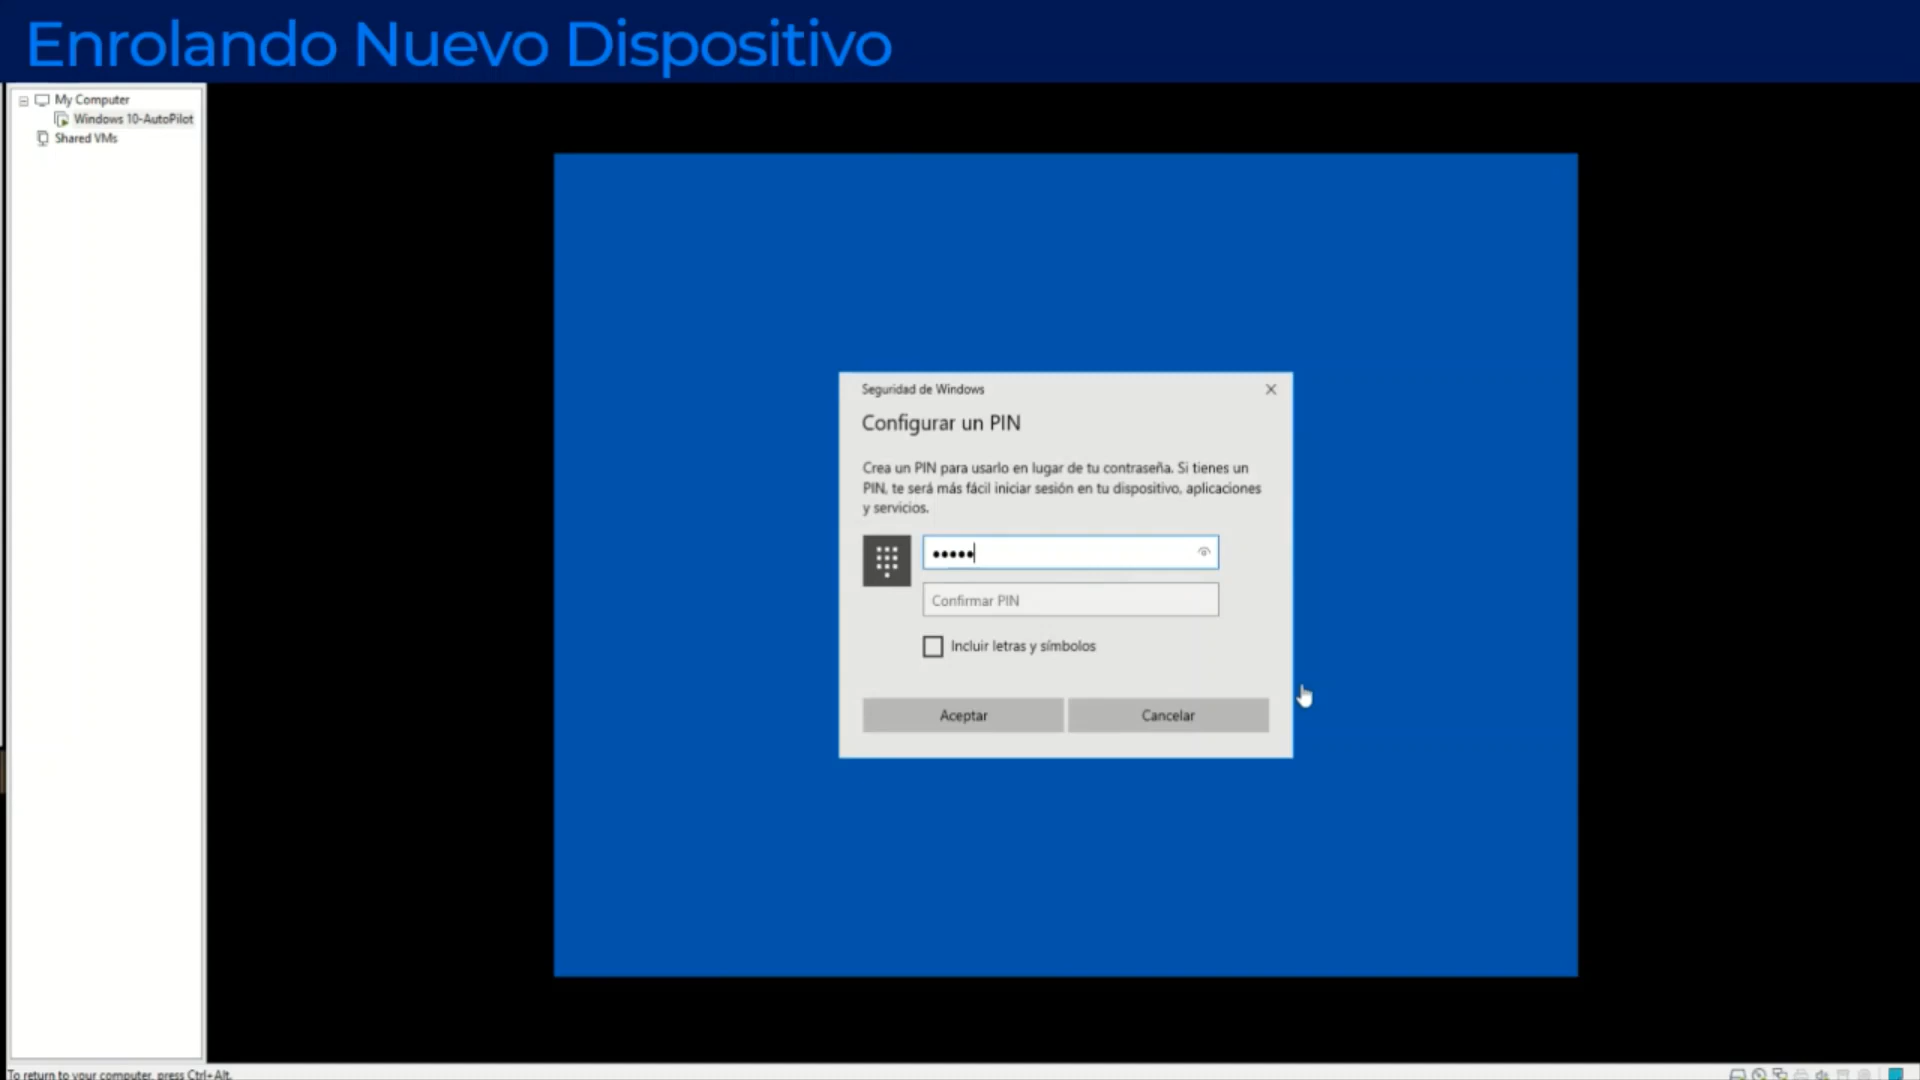 Enrolando Nuevo Dispositivo
My Computer
Windows 10-AutoPilot
Shared VMs
Seguridad de Windows
Configurar un PIN
Crea un PIN para usarlo en lugar de tu contraseña. Si tienes un
PIN, te será más fácil iniciar sesión en tu dispositivo, aplicaciones
y servicios.
•••••
Confirmar PIN
Incluir letras y símbolos
Aceptar
Cancelar
To return to your computer, press Ctrl+Alt.